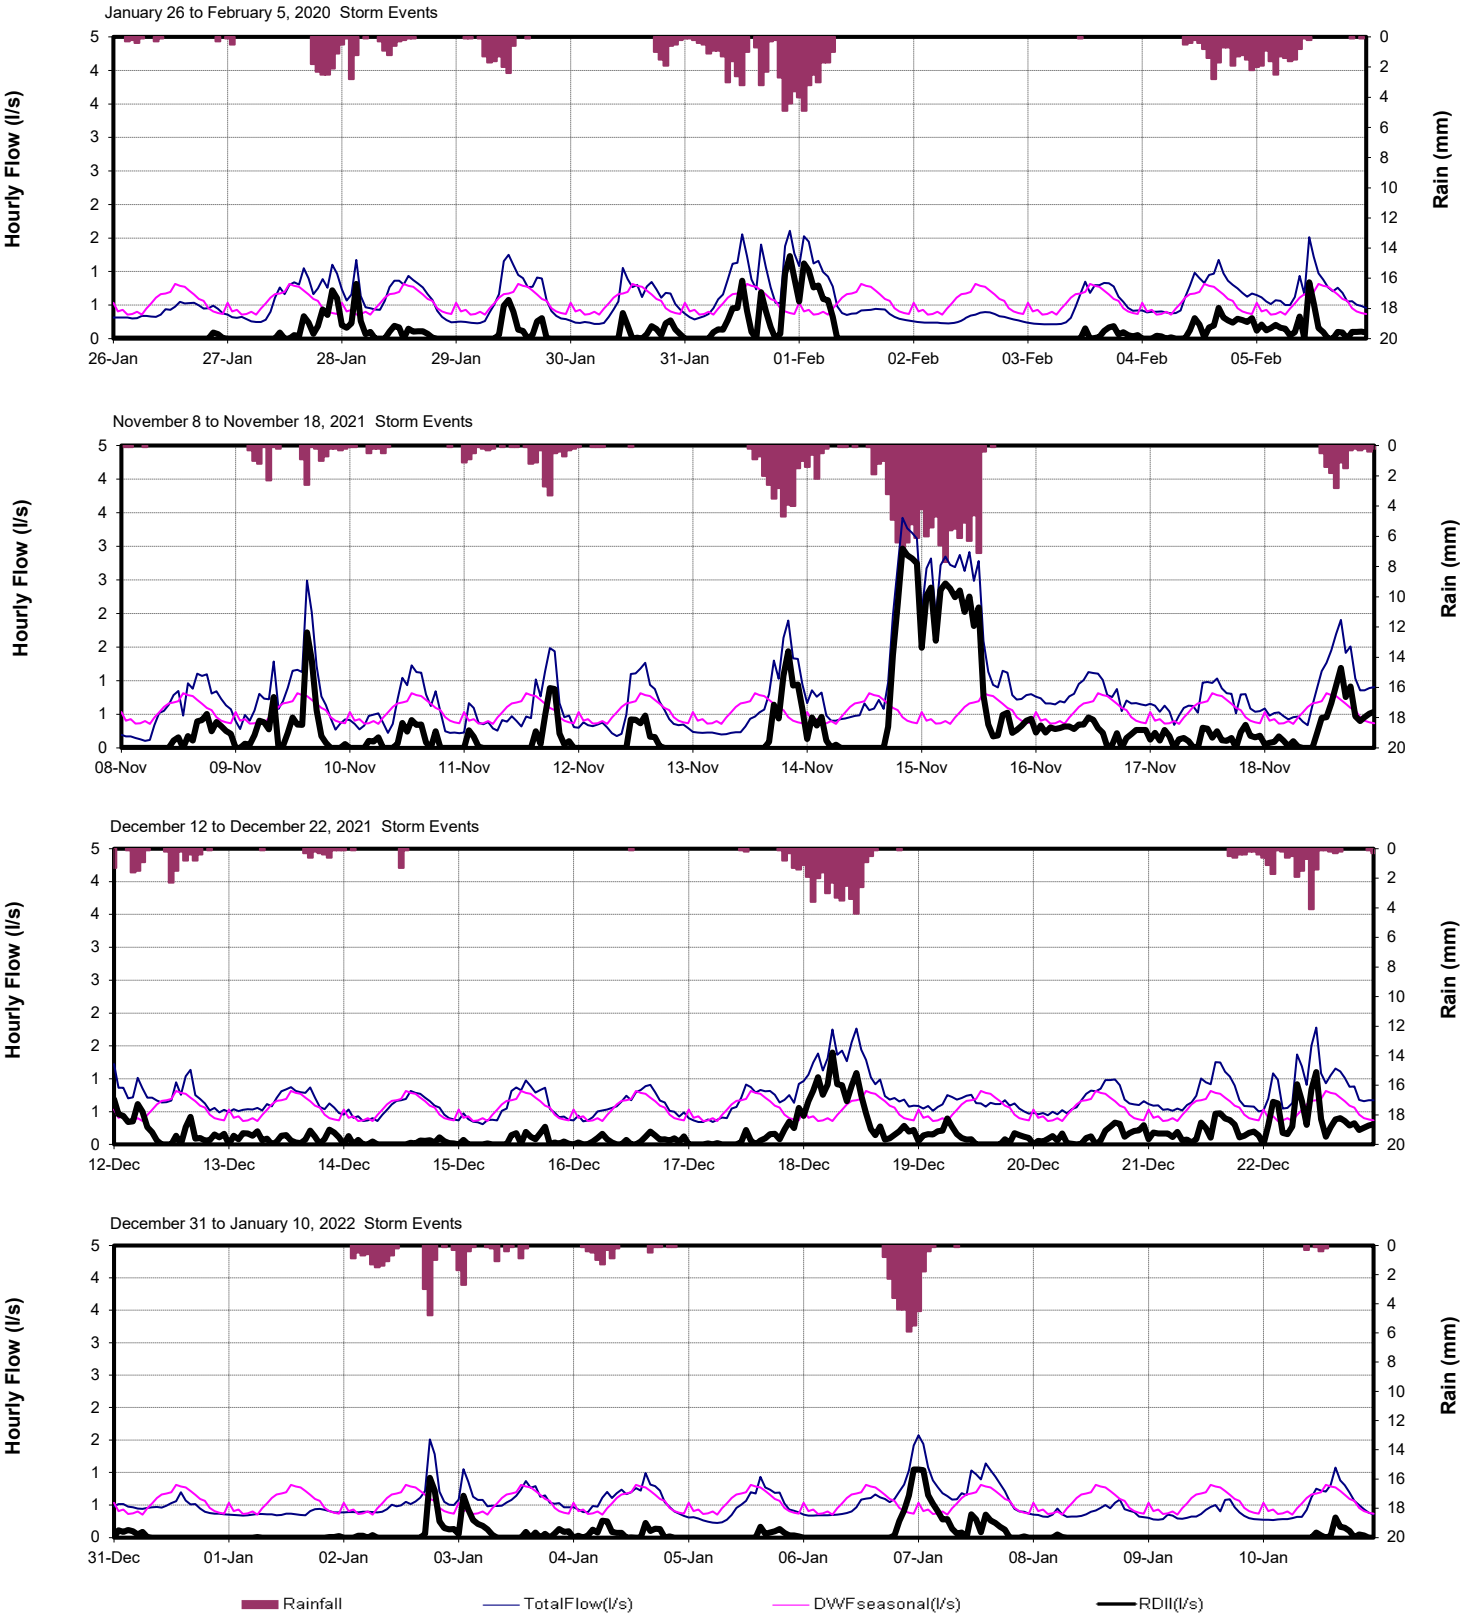 January 26 to February 5, 2020  Storm Events
5 4 4 3 3 2 2 1 1 0
Hourly Flow (l/s)
0 2 4 6 8 10 12 14 16 18 20
Rain (mm)
26-Jan 27-Jan 28-Jan 29-Jan 30-Jan 31-Jan 01-Feb 02-Feb 03-Feb 04-Feb 05-Feb
November 8 to November 18, 2021  Storm Events
5 4 4 3 3 2 2 1 1 0
Hourly Flow (l/s)
0 2 4 6 8 10 12 14 16 18 20
Rain (mm)
08-Nov 09-Nov 10-Nov 11-Nov 12-Nov 13-Nov 14-Nov 15-Nov 16-Nov 17-Nov 18-Nov
December 12 to December 22, 2021  Storm Events
5 4 4 3 3 2 2 1 1 0
Hourly Flow (l/s)
0 2 4 6 8 10 12 14 16 18 20
Rain (mm)
12-Dec 13-Dec 14-Dec 15-Dec 16-Dec 17-Dec 18-Dec 19-Dec 20-Dec 21-Dec 22-Dec
December 31 to January 10, 2022  Storm Events
5 4 4 3 3 2 2 1 1 0
Hourly Flow (l/s)
0 2 4 6 8 10 12 14 16 18 20
Rain (mm)
31-Dec 01-Jan 02-Jan 03-Jan 04-Jan 05-Jan 06-Jan 07-Jan 08-Jan 09-Jan 10-Jan
Rainfall TotalFlow(l/s) DWFseasonal(l/s) RDII(l/s)